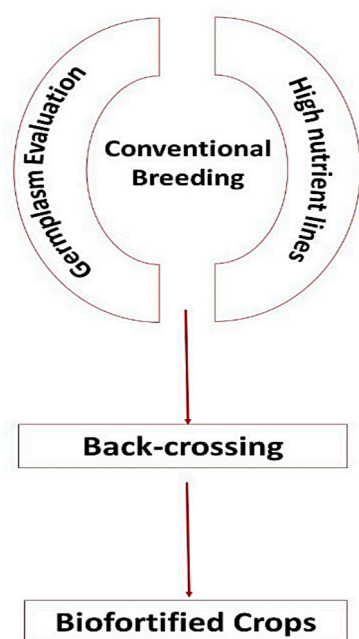 Germplasm Evaluation
Conventional
Breeding
High nutrient lines
Back-crossing
Biofortified Crops